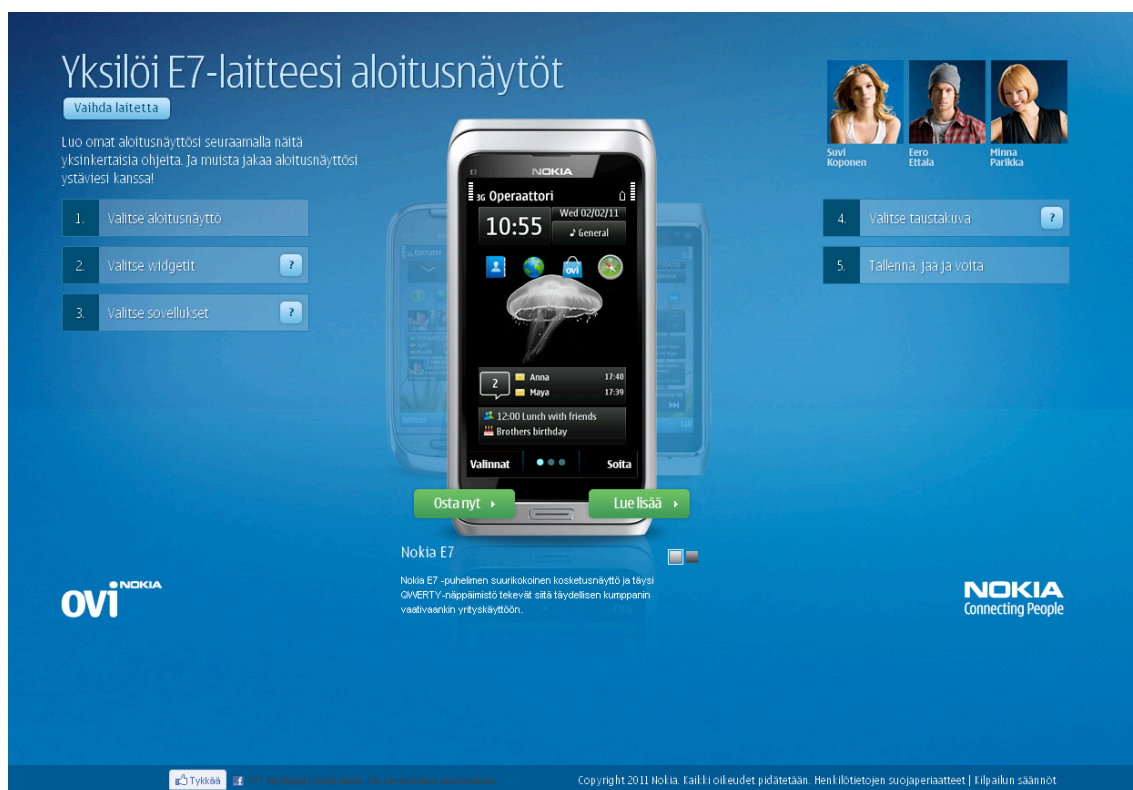 Yksilöi E7-laitteesi aloitusnäytöt
Vaihda laitetta
Luo omat aloitusnäyttösi seuraamalla näitä
yksinkertaisia ohjeita. Ja muista jakaa aloitusnäyttösi
ystäviesi kanssa!
1. Valitse aloitusnäyttö
2. Valitse widgetit ?
3. Valitse sovellukset ?
E7
NOKIA
3G Operaattori
10:55
Wed 02/02/11
General
ovi
2
Anna 17:40
Maya 17:39
12:00 Lunch with friends
Brothers birthday
Valinnat
Soita
Osta nyt
Lue lisää
Nokia E7
Nokia E7 -puhelimen suurikokoinen kosketusnäyttö ja täysi
QWERTY-näppäimistö tekevät siitä täydellisen kumppanin
vaativaankin yrityskäyttöön.
Suvi
Koponen
Eero
Ettala
Minna
Parikka
4. Valitse taustakuva ?
5. Tallenna, jaa ja voita
ovi NOKIA
NOKIA
Connecting People
Tykkää
Copyright 2011 Nokia. Kaikki oikeudet pidätetään. Henkilötietojen suojaperiaatteet | Kilpailun säännöt